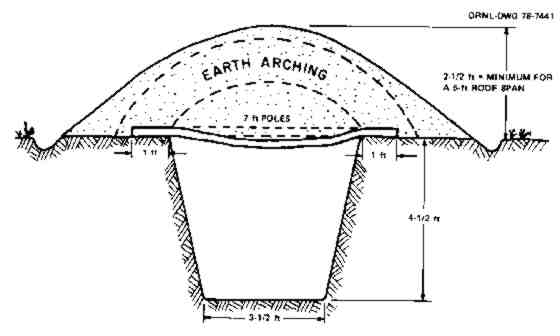 ORNL-DWG 78-7441
EARTH ARCHING
2-1/2 ft = MINIMUM FOR
A 5-ft ROOF SPAN
7 ft POLES
1 ft
1 ft
4-1/2 ft
3-1/2 ft